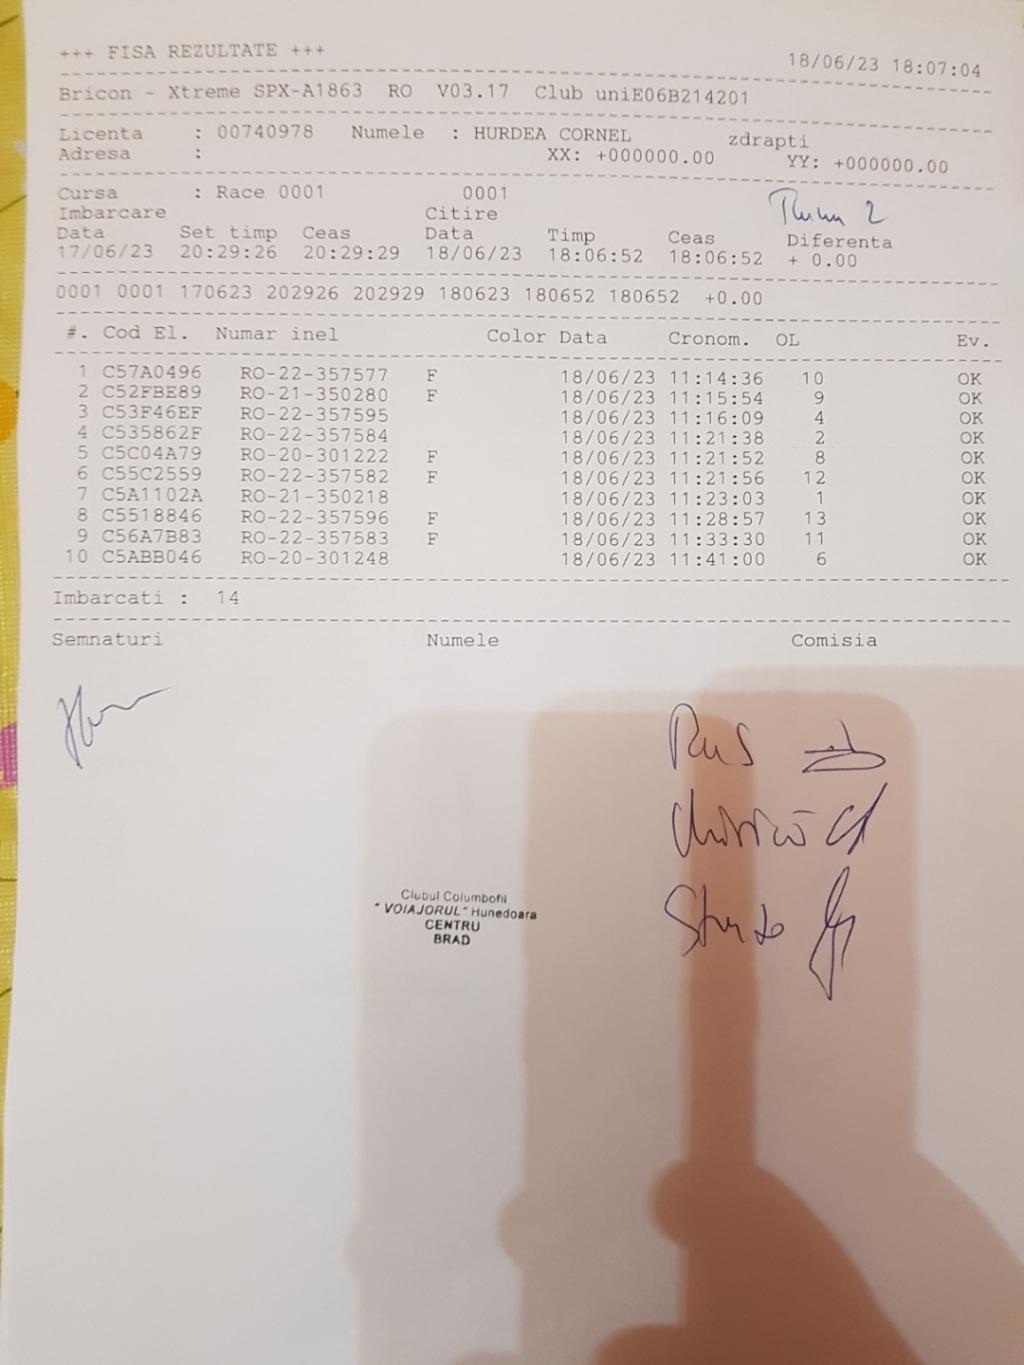 +++ FISA REZULTATE +++ 18/06/23 18:07:04
Bricon - Xtreme SPX-A1863 RO V03.17 Club uniE06B214201
Licenta : 00740978 Numele : HURDEA CORNEL zdrapti
Adresa : XX: +000000.00 YY: +000000.00
Cursa : Race 0001 0001
Imbarcare Citire 2
Data Set timp Ceas Data Timp Ceas Diferenta
17/06/23 20:29:26 20:29:29 18/06/23 18:06:52 18:06:52 + 0.00
0001 0001 170623 202926 202929 180623 180652 180652 +0.00
#. Cod El. Numar inel Color Data Cronom. OL Ev.
1 C57A0496 RO-22-357577 F 18/06/23 11:14:36 10 OK
2 C52FBE89 RO-21-350280 F 18/06/23 11:15:54 9 OK
3 C53F46EF RO-22-357595 18/06/23 11:16:09 4 OK
4 C535862F RO-22-357584 18/06/23 11:21:38 2 OK
5 C5C04A79 RO-20-301222 F 18/06/23 11:21:52 8 OK
6 C55C2559 RO-22-357582 F 18/06/23 11:21:56 12 OK
7 C5A1102A RO-21-350218 18/06/23 11:23:03 1 OK
8 C5518846 RO-22-357596 F 18/06/23 11:28:57 13 OK
9 C56A7B83 RO-22-357583 F 18/06/23 11:33:30 11 OK
10 C5ABB046 RO-20-301248 18/06/23 11:41:00 6 OK
Imbarcati : 14
Semnaturi Numele Comisia
Rus
Clubul Columbofil
"VOIAJORUL" Hunedoara
CENTRU
BRAD